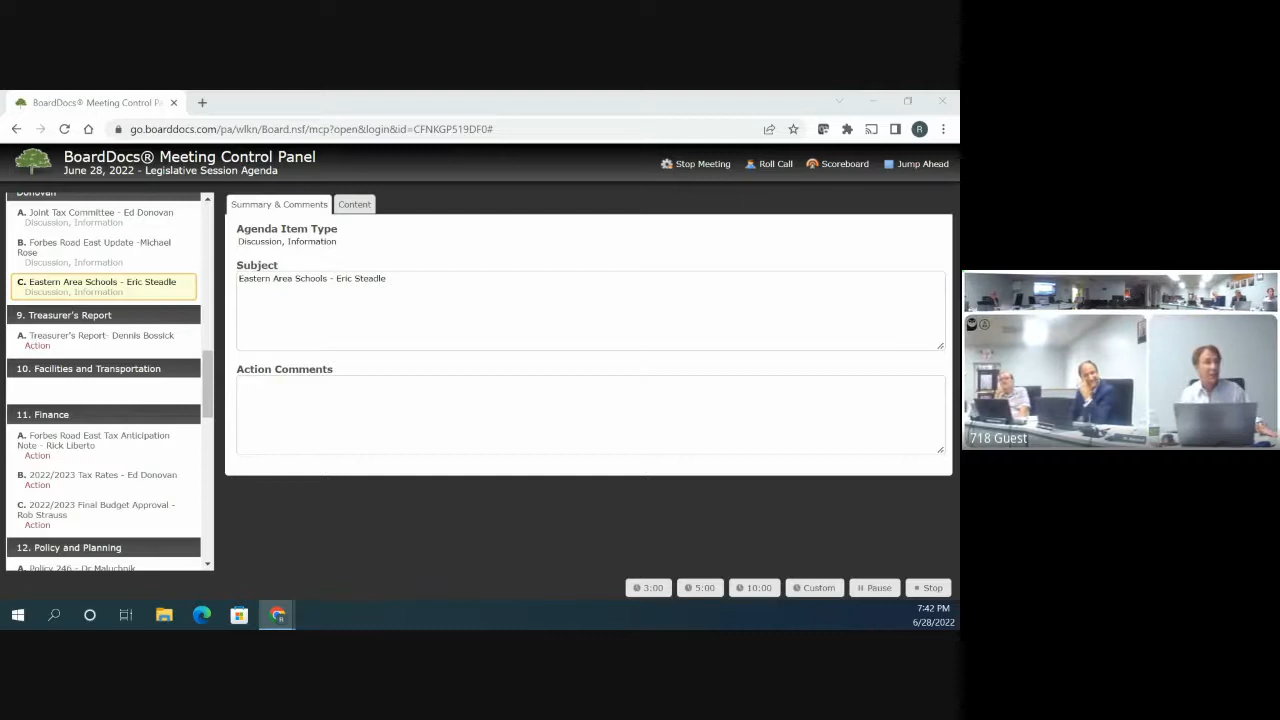 BoardDocs® Meeting Control Pa
go.boarddocs.com/pa/wlkn/Board.nsf/mcp?open&login&id=CFNKGP519DF0#
R
BoardDocs® Meeting Control Panel
June 28, 2022 - Legislative Session Agenda
Stop Meeting
Roll Call
Scoreboard
Jump Ahead
Donovan
A. Joint Tax Committee - Ed Donovan
Discussion, Information
B. Forbes Road East Update -Michael
Rose
Discussion, Information
C. Eastern Area Schools - Eric Steadle
Discussion, Information
9. Treasurer's Report
A. Treasurer's Report- Dennis Bossick
Action
10. Facilities and Transportation
11. Finance
A. Forbes Road East Tax Anticipation
Note - Rick Liberto
Action
B. 2022/2023 Tax Rates - Ed Donovan
Action
C. 2022/2023 Final Budget Approval -
Rob Strauss
Action
12. Policy and Planning
A. Policy 246 - Dr Maluchnik
Summary & Comments
Content
Agenda Item Type
Discussion, Information
Subject
Eastern Area Schools - Eric Steadle
Action Comments
3:00
5:00
10:00
Custom
Pause
Stop
7:42 PM
6/28/2022
718 Guest